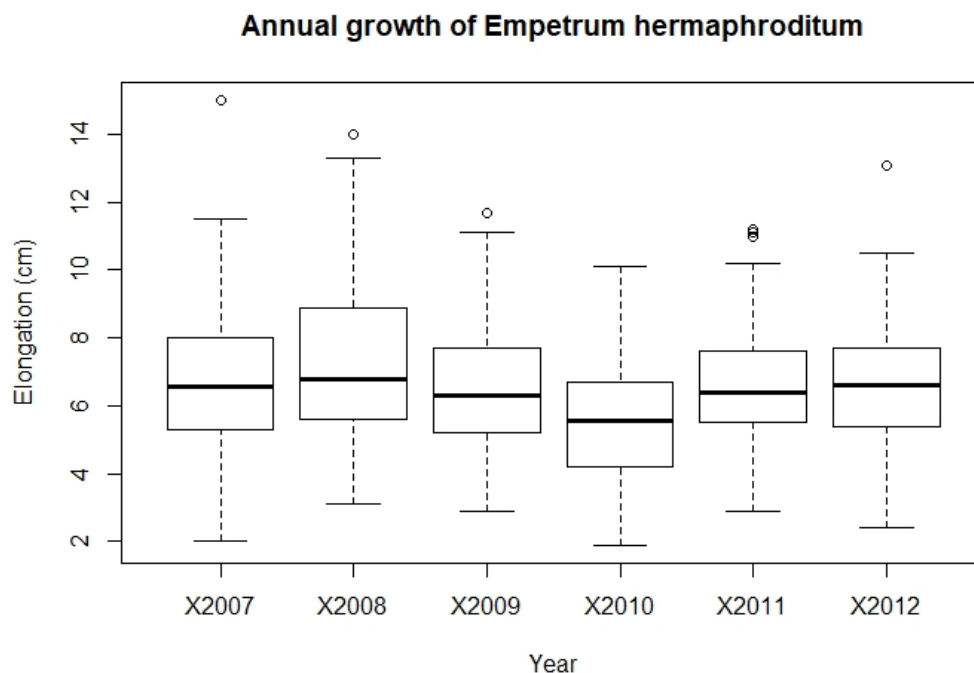 Annual growth of Empetrum hermaphroditum
Elongation (cm)
14
12
10
8
6
4
2
X2007 X2008 X2009 X2010 X2011 X2012
Year